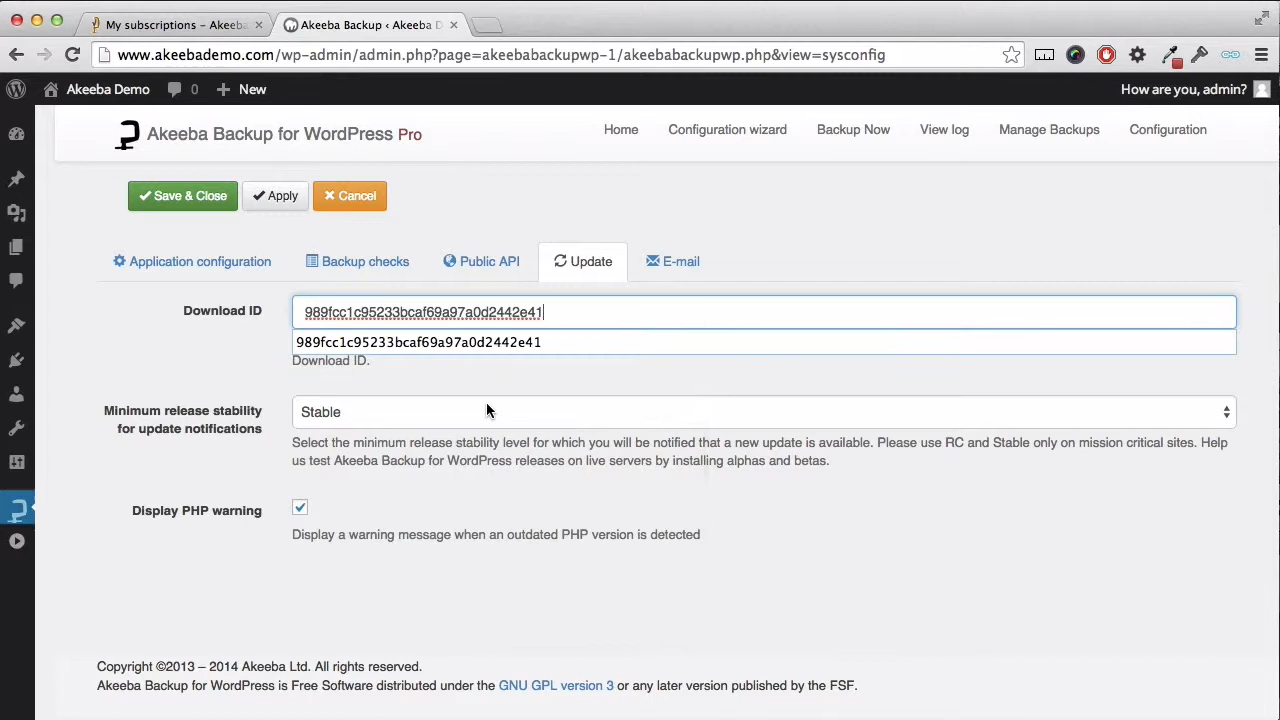 My subscriptions – Akeeba
Akeeba Backup ‹ Akeeba D
www.akeebademo.com/wp-admin/admin.php?page=akeebabackupwp-1/akeebabackupwp.php&view=sysconfig
Akeeba Demo 0 New How are you, admin?
Akeeba Backup for WordPress Pro
Home Configuration wizard Backup Now View log Manage Backups Configuration
Save & Close Apply Cancel
Application configuration Backup checks Public API Update E-mail
Download ID 989fcc1c95233bcaf69a97a0d2442e41
989fcc1c95233bcaf69a97a0d2442e41
Download ID.
Minimum release stability
for update notifications
Stable
Select the minimum release stability level for which you will be notified that a new update is available. Please use RC and Stable only on mission critical sites. Help
us test Akeeba Backup for WordPress releases on live servers by installing alphas and betas.
Display PHP warning
Display a warning message when an outdated PHP version is detected
Copyright ©2013 – 2014 Akeeba Ltd. All rights reserved.
Akeeba Backup for WordPress is Free Software distributed under the GNU GPL version 3 or any later version published by the FSF.